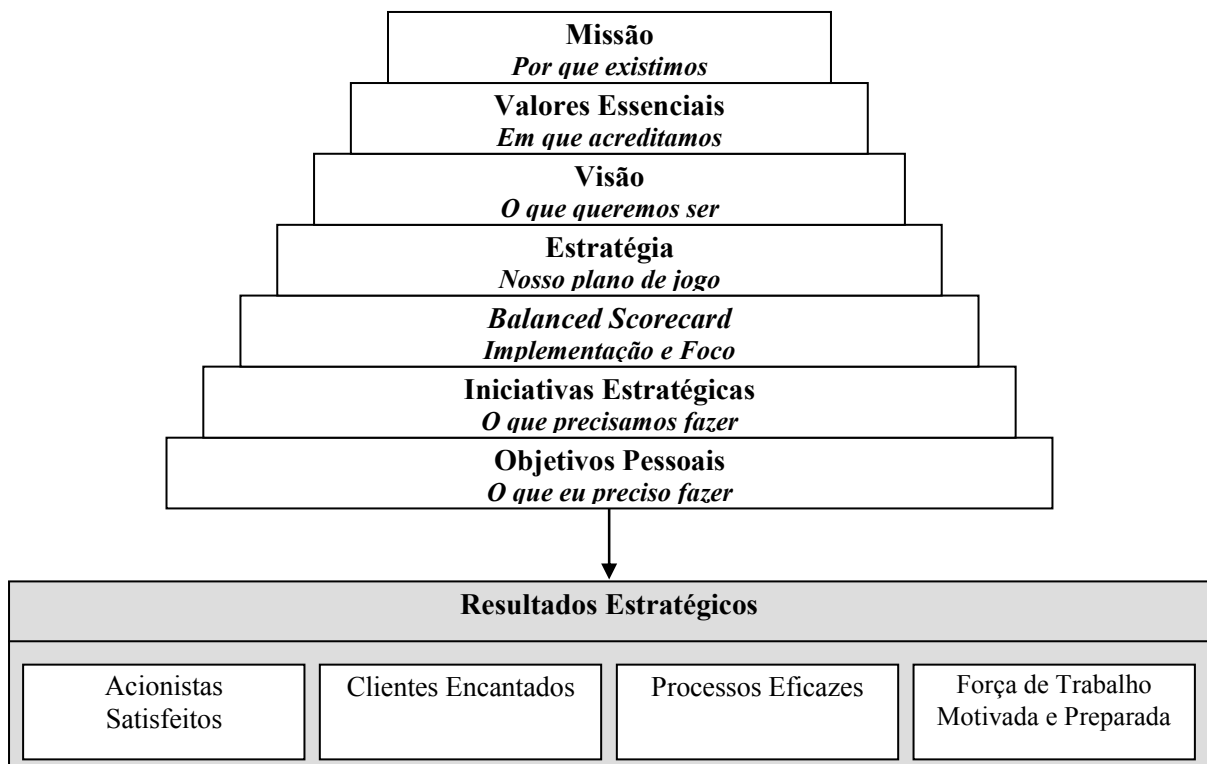 Missão
Por que existimos
Valores Essenciais
Em que acreditamos
Visão
O que queremos ser
Estratégia
Nosso plano de jogo
Balanced Scorecard
Implementação e Foco
Iniciativas Estratégicas
O que precisamos fazer
Objetivos Pessoais
O que eu preciso fazer
Resultados Estratégicos
Acionistas
Satisfeitos
Clientes Encantados
Processos Eficazes
Força de Trabalho
Motivada e Preparada